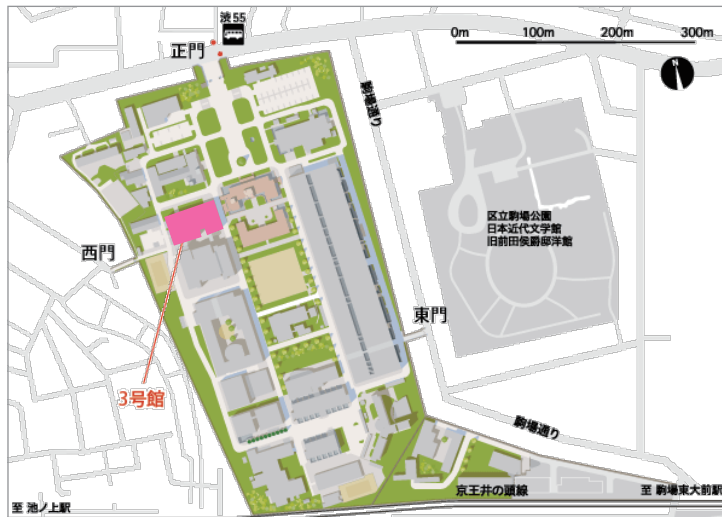 渋55
正門
0m 100m 200m 300m
N
駒場通り
区立駒場公園
日本近代文学館
旧前田侯爵邸洋館
西門
東門
3号館
駒場通り
京王井の頭線
至 駒場東大前駅
至 池ノ上駅